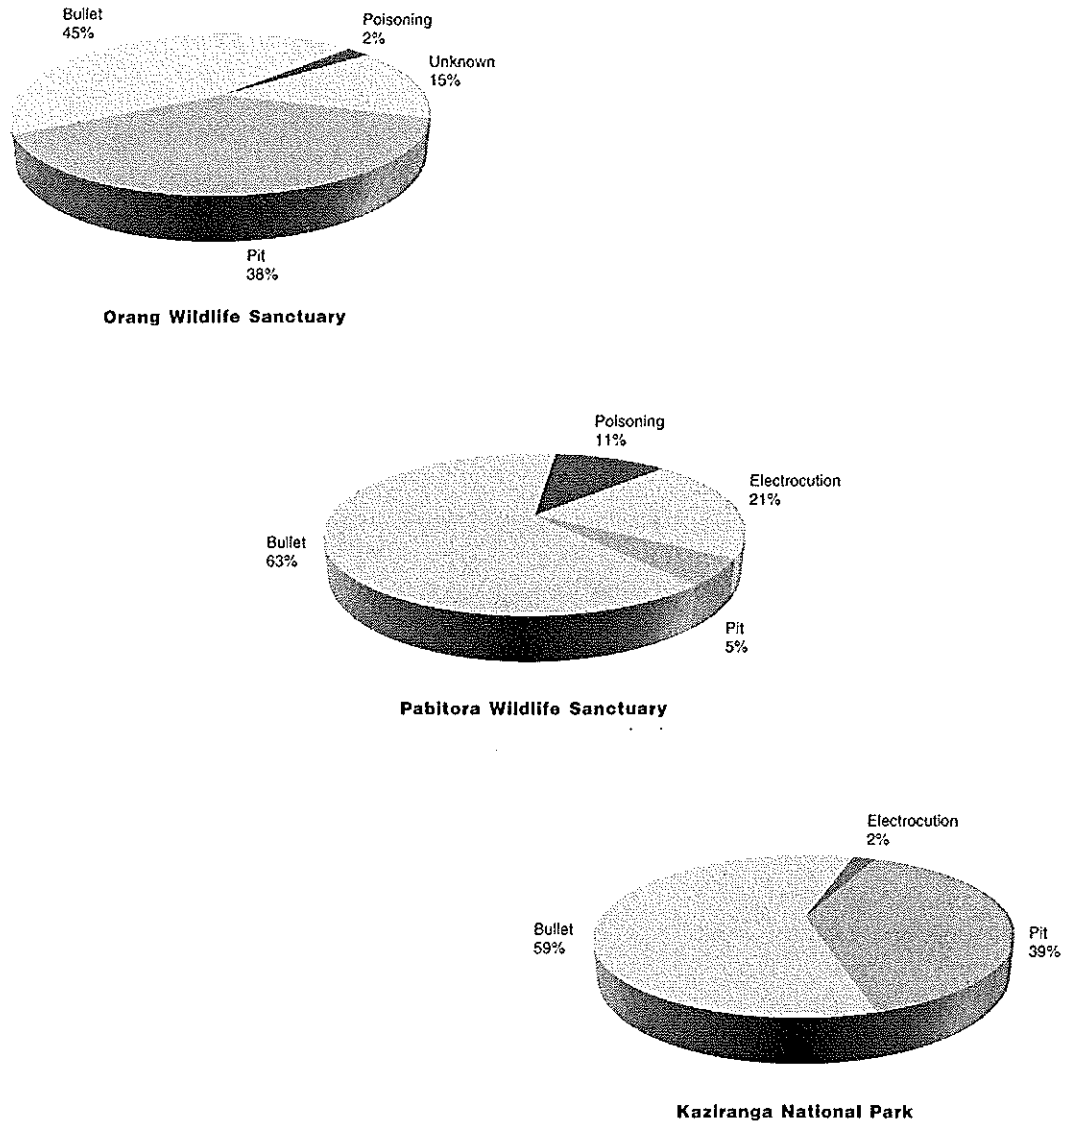 Bullet
45%
Poisoning
2%
Unknown
15%
Pit
38%
Orang Wildlife Sanctuary
Poisoning
11%
Electrocution
21%
Bullet
63%
Pit
5%
Pabitora Wildlife Sanctuary
Electrocution
2%
Bullet
59%
Pit
39%
Kaziranga National Park